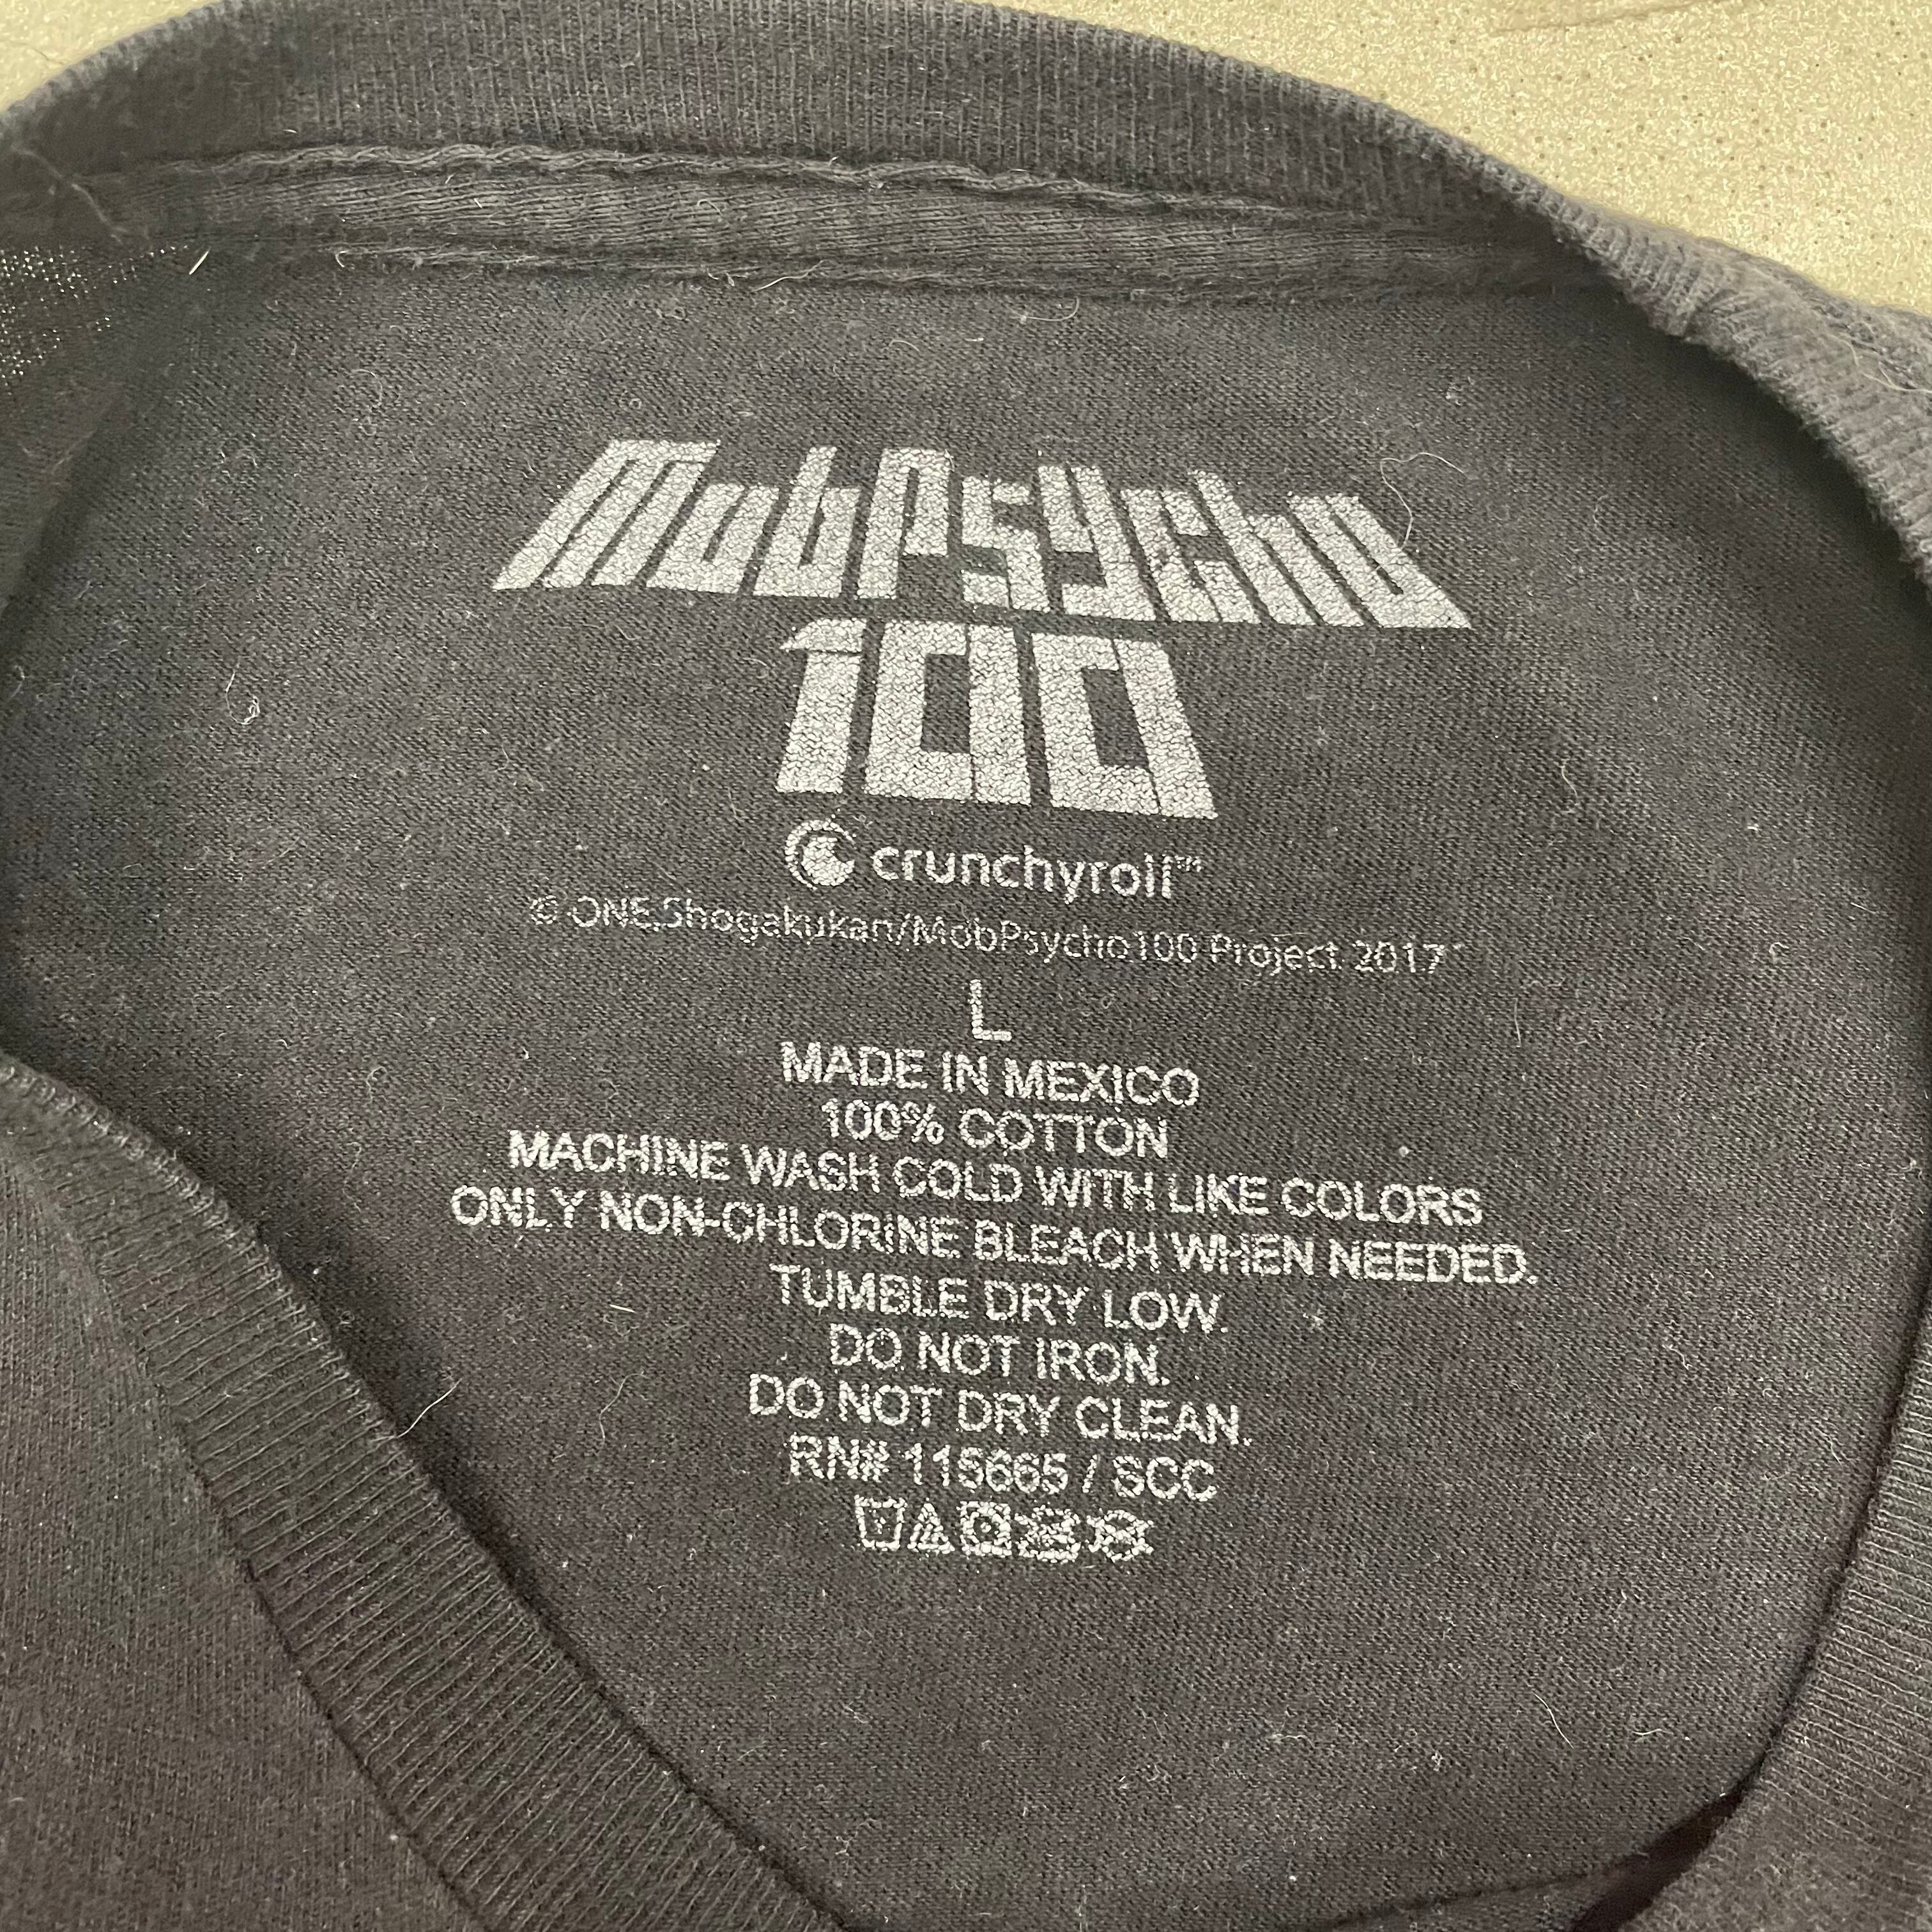 MobPsycho
100
crunchyroll™
© ONE,Shogakukan/MobPsycho100 Project 2017
L
MADE IN MEXICO
100% COTTON
MACHINE WASH COLD WITH LIKE COLORS
ONLY NON-CHLORINE BLEACH WHEN NEEDED.
TUMBLE DRY LOW.
DO NOT IRON.
DO NOT DRY CLEAN.
RN# 115665 / SCC